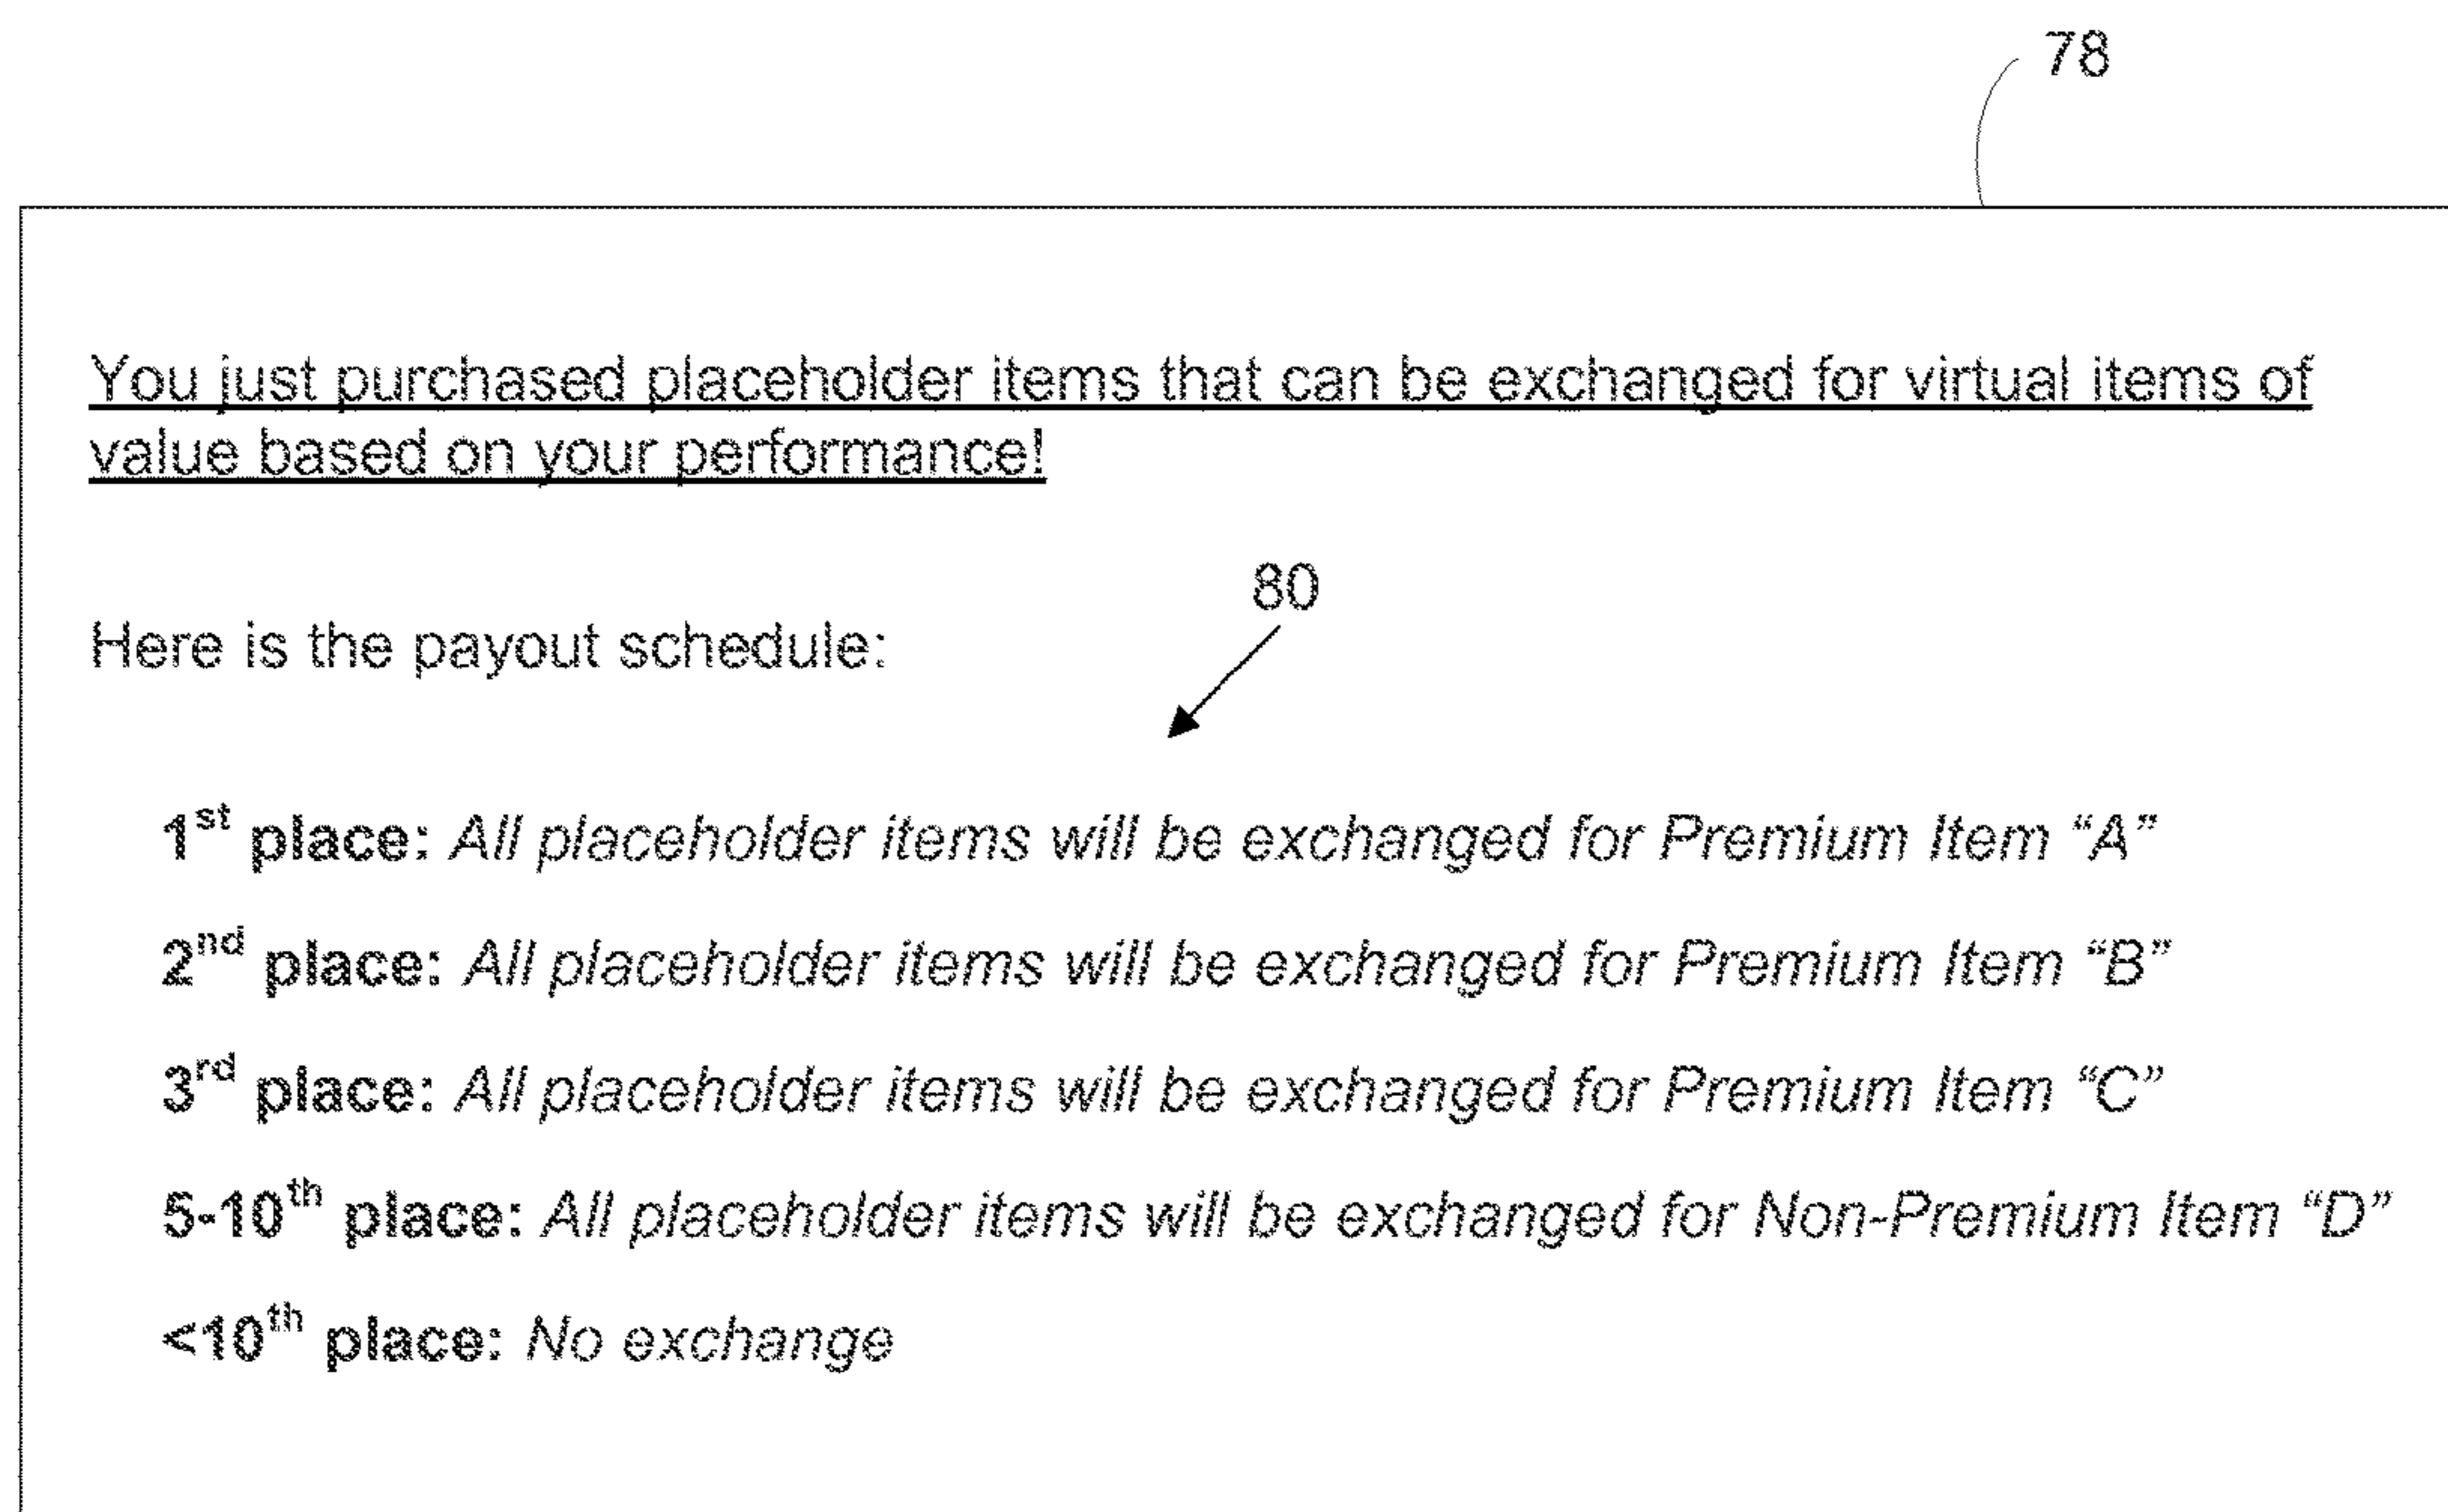 78
You just purchased placeholder items that can be exchanged for virtual items of
value based on your performance!
80
Here is the payout schedule:
1st place: All placeholder items will be exchanged for Premium Item “A”
2nd place: All placeholder items will be exchanged for Premium Item “B”
3rd place: All placeholder items will be exchanged for Premium Item “C”
5-10th place: All placeholder items will be exchanged for Non-Premium Item “D”
<10th place: No exchange